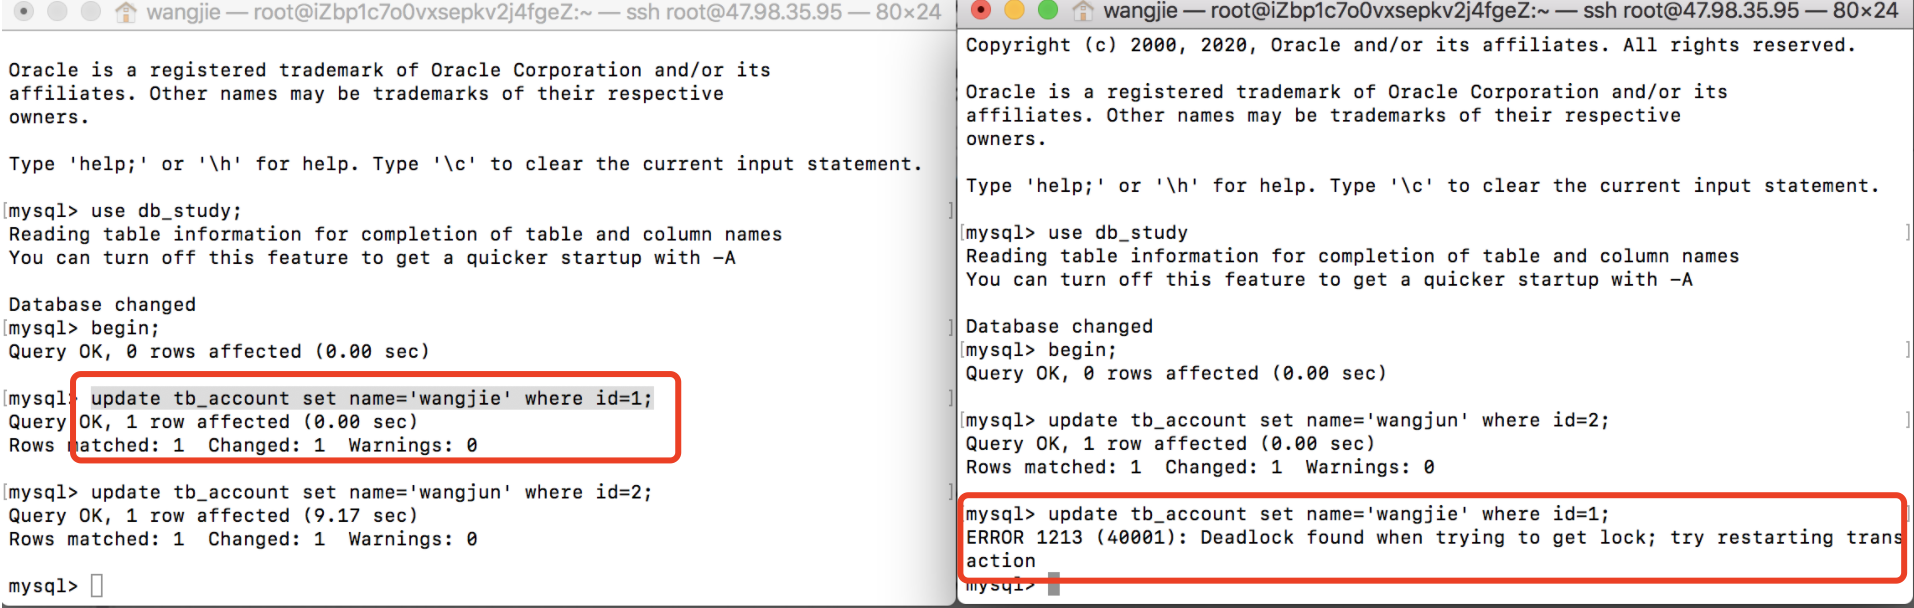 wangjie — root@iZbp1c7o0vxsepkv2j4fgeZ:~ — ssh root@47.98.35.95 — 80×24
Oracle is a registered trademark of Oracle Corporation and/or its
affiliates. Other names may be trademarks of their respective
owners.
Type 'help;' or '\h' for help. Type '\c' to clear the current input statement.
[mysql> use db_study; ]
Reading table information for completion of table and column names
You can turn off this feature to get a quicker startup with -A
Database changed
[mysql> begin; ]
Query OK, 0 rows affected (0.00 sec)
[mysql> update tb_account set name='wangjie' where id=1; ]
Query OK, 1 row affected (0.00 sec)
Rows matched: 1  Changed: 1  Warnings: 0
[mysql> update tb_account set name='wangjun' where id=2; ]
Query OK, 1 row affected (9.17 sec)
Rows matched: 1  Changed: 1  Warnings: 0
mysql>
wangjie — root@iZbp1c7o0vxsepkv2j4fgeZ:~ — ssh root@47.98.35.95 — 80×24
Copyright (c) 2000, 2020, Oracle and/or its affiliates. All rights reserved.
Oracle is a registered trademark of Oracle Corporation and/or its
affiliates. Other names may be trademarks of their respective
owners.
Type 'help;' or '\h' for help. Type '\c' to clear the current input statement.
[mysql> use db_study ]
Reading table information for completion of table and column names
You can turn off this feature to get a quicker startup with -A
Database changed
[mysql> begin; ]
Query OK, 0 rows affected (0.00 sec)
[mysql> update tb_account set name='wangjun' where id=2; ]
Query OK, 1 row affected (0.00 sec)
Rows matched: 1  Changed: 1  Warnings: 0
mysql> update tb_account set name='wangjie' where id=1;
ERROR 1213 (40001): Deadlock found when trying to get lock; try restarting trans
action
mysql>